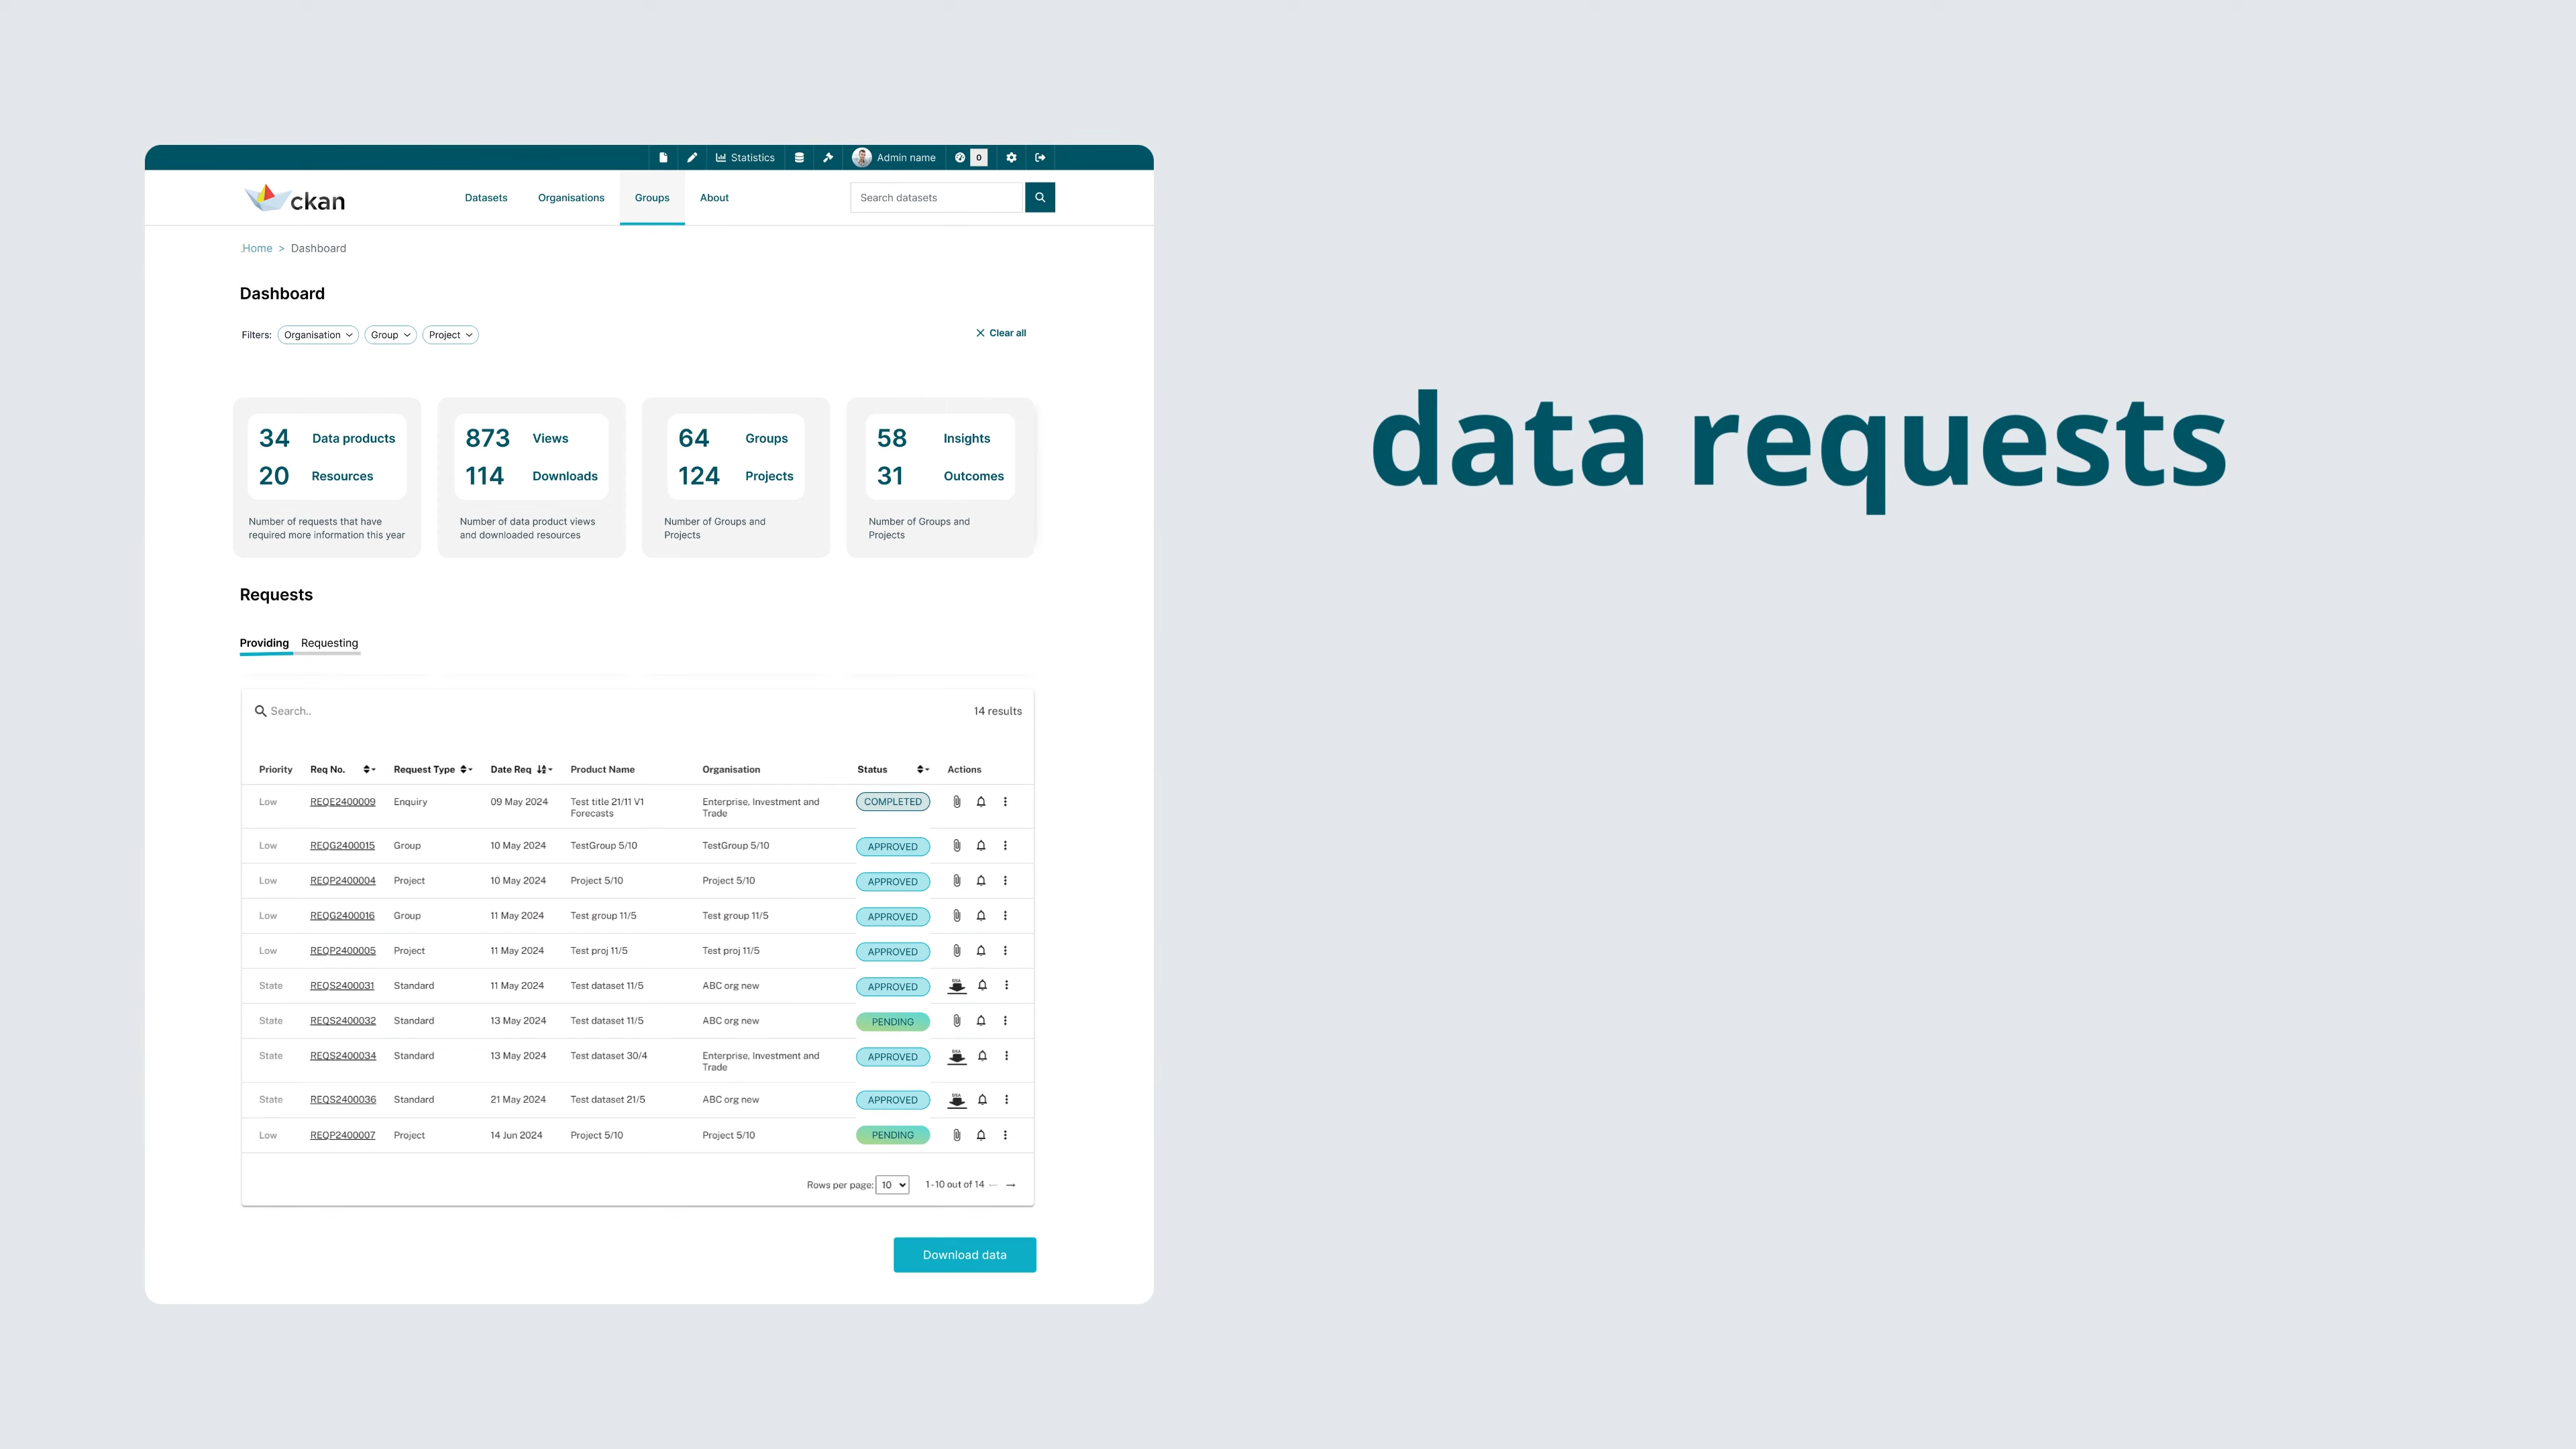 Statistics
Admin name
0
ckan
Datasets
Organisations
Groups
About
Search datasets
Home > Dashboard
Dashboard
Filters: Organisation Group Project
Clear all
34 Data products
20 Resources
Number of requests that have
required more information this year
873 Views
114 Downloads
Number of data product views
and downloaded resources
64 Groups
124 Projects
Number of Groups and
Projects
58 Insights
31 Outcomes
Number of Groups and
Projects
data requests
Requests
Providing Requesting
Search..
14 results
Priority Req No. Request Type Date Req Product Name Organisation Status Actions
Low REQE2400009 Enquiry 09 May 2024 Test title 21/11 V1 Enterprise, Investment and COMPLETED
Forecasts Trade
Low REQG2400015 Group 10 May 2024 TestGroup 5/10 TestGroup 5/10 APPROVED
Low REQP2400004 Project 10 May 2024 Project 5/10 Project 5/10 APPROVED
Low REQG2400016 Group 11 May 2024 Test group 11/5 Test group 11/5 APPROVED
Low REQP2400005 Project 11 May 2024 Test proj 11/5 Test proj 11/5 APPROVED
State REQS2400031 Standard 11 May 2024 Test dataset 11/5 ABC org new APPROVED
State REQS2400032 Standard 13 May 2024 Test dataset 11/5 ABC org new PENDING
State REQS2400034 Standard 13 May 2024 Test dataset 30/4 Enterprise, Investment and APPROVED
Trade
State REQS2400036 Standard 21 May 2024 Test dataset 21/5 ABC org new APPROVED
Low REQP2400007 Project 14 Jun 2024 Project 5/10 Project 5/10 PENDING
Rows per page: 10 1-10 out of 14
Download data